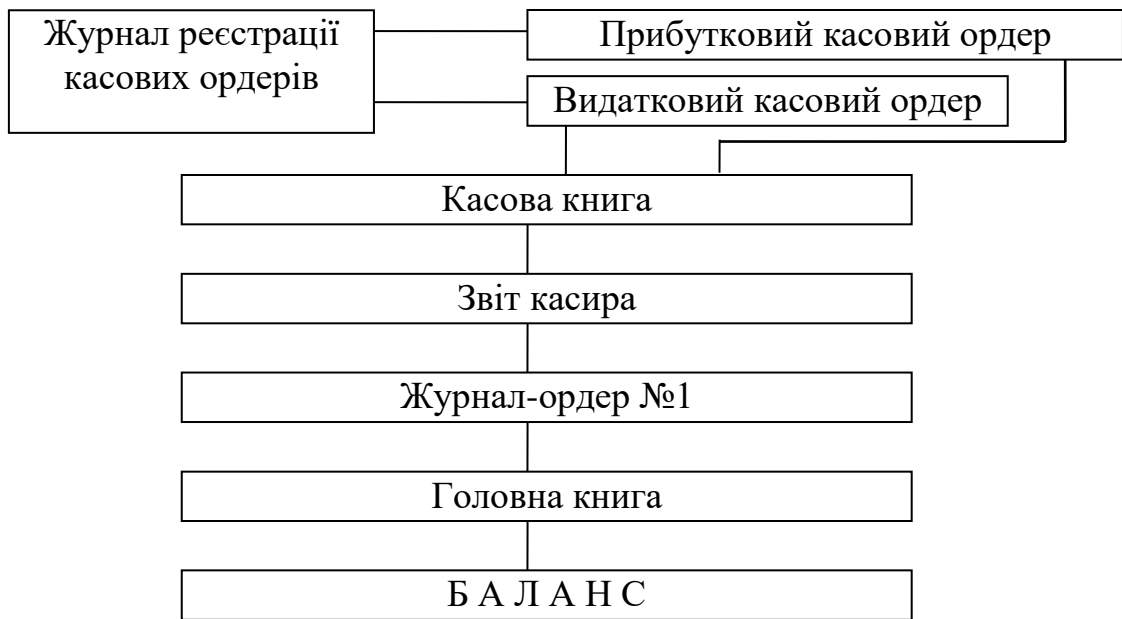 Журнал реєстрації
касових ордерів
Прибутковий касовий ордер
Видатковий касовий ордер
Касова книга
Звіт касира
Журнал-ордер №1
Головна книга
Б А Л А Н С